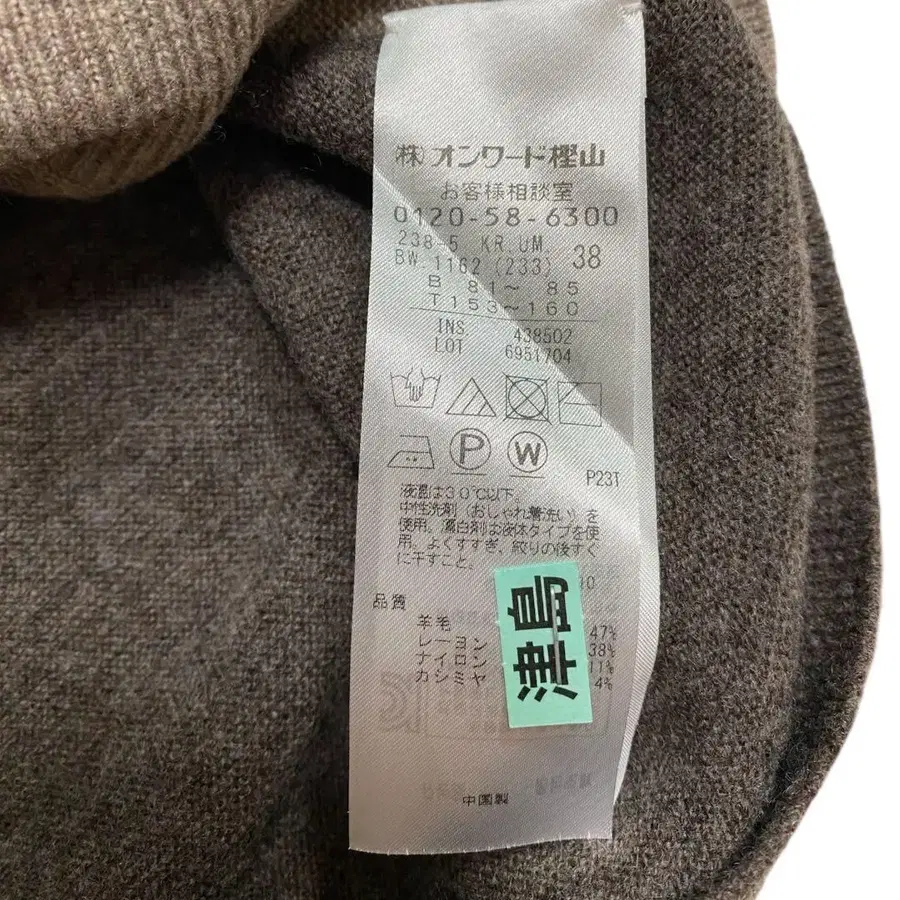 ㈱オンワード樫山
お客様相談室
0120-58-6300
238-5 KR.UM. 38
BW.1162(233)
B 81～ 85
T153～160
INS 438502
LOT 6951704
P W
P23T
液温は30℃以下。
中性洗剤（おしゃれ着洗い）を
使用。漂白剤は液体タイプを使
用。よくすすぎ、絞りの後すぐ
に干すこと。
品質
羊毛 47%
レーヨン 38%
ナイロン 11%
カシミヤ 4%
津島
中国製